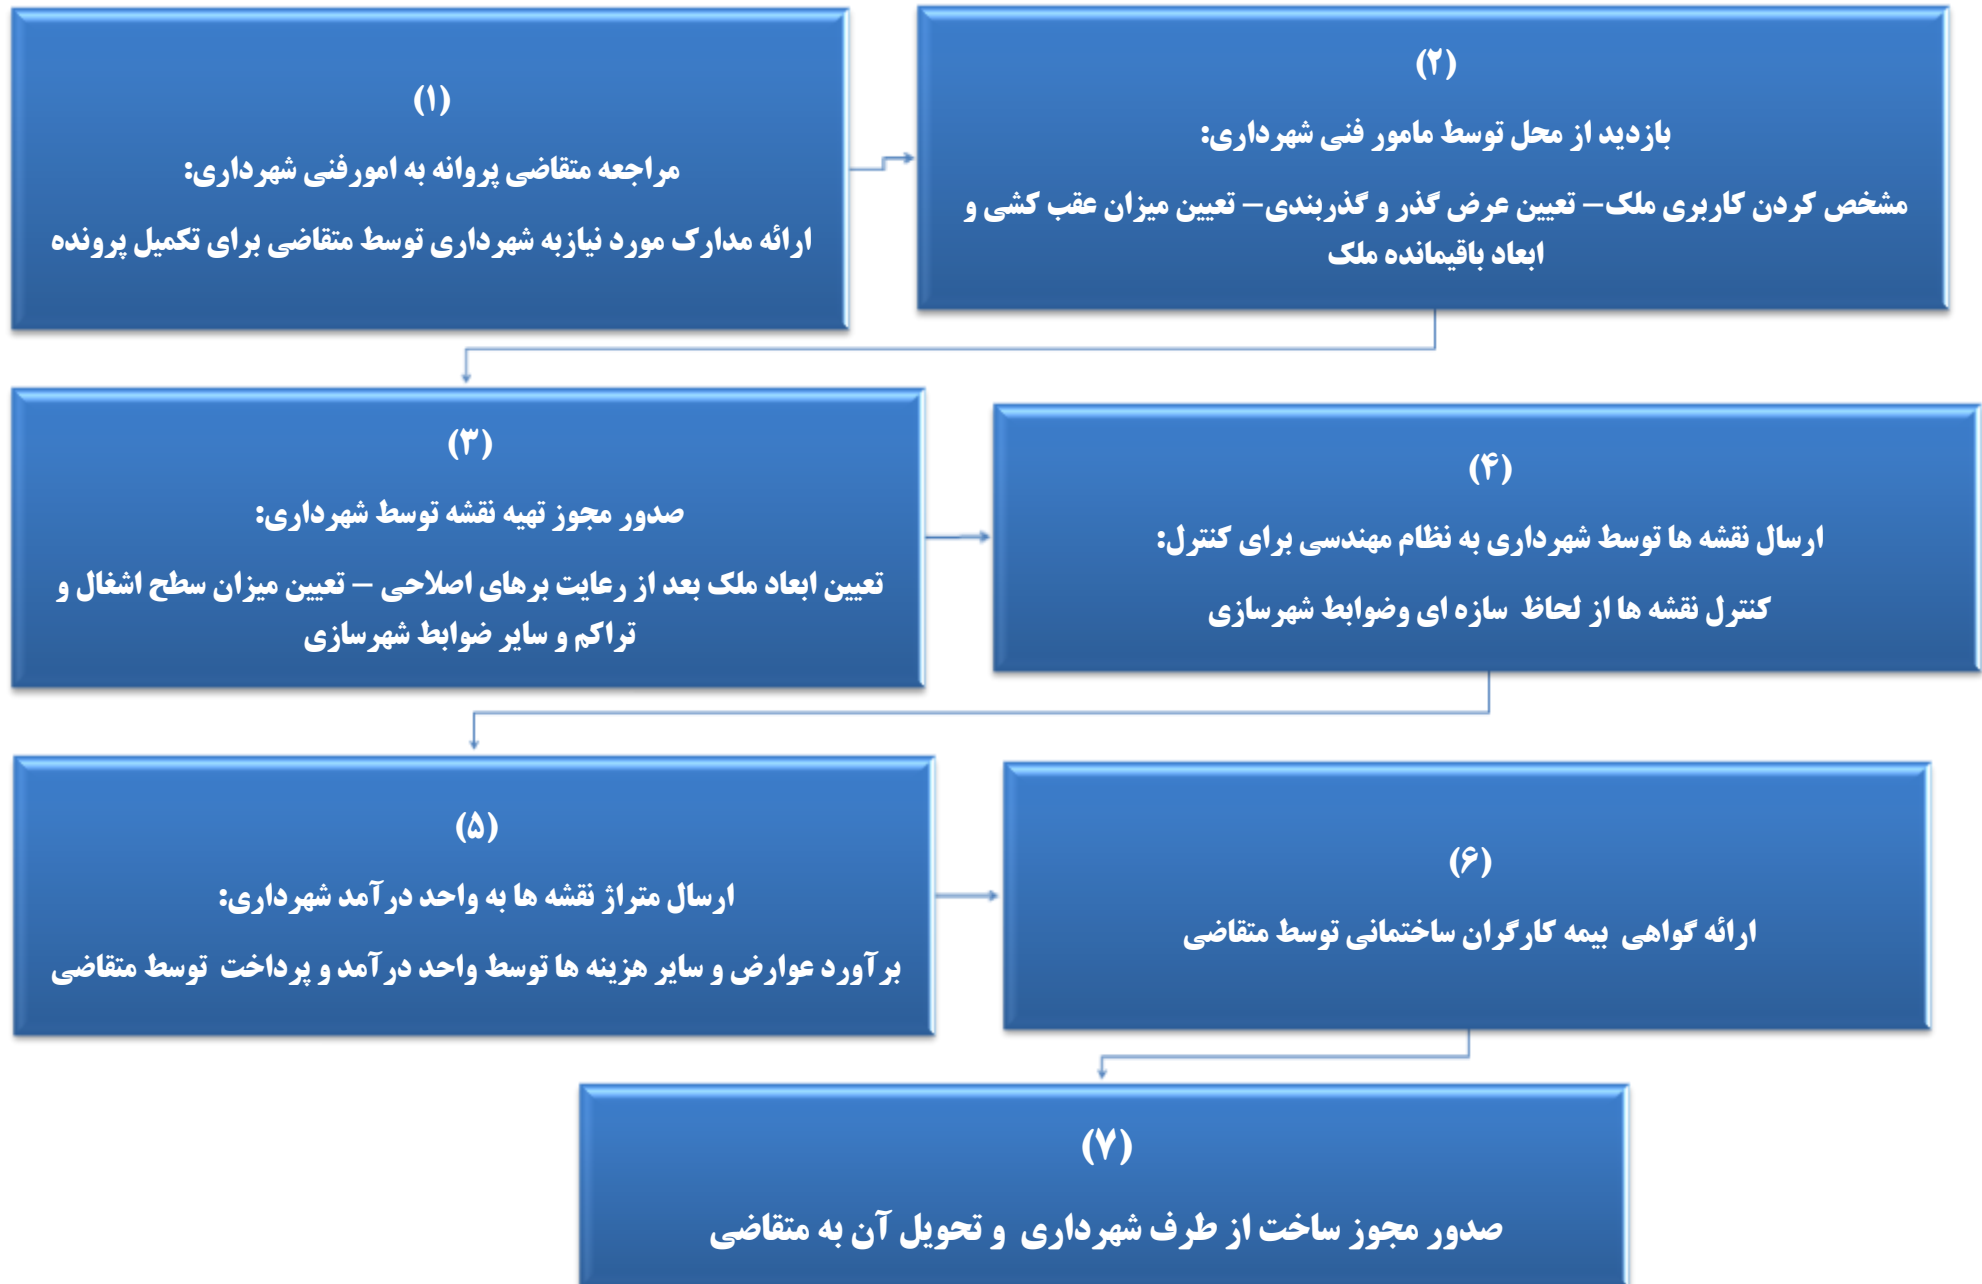 (۱)
مراجعه متقاضی پروانه به امورفنی شهرداری:
ارائه مدارک مورد نیازبه شهرداری توسط متقاضی برای تکمیل پرونده
(۲)
بازدید از محل توسط مامور فنی شهرداری:
مشخص کردن کاربری ملک– تعیین عرض گذر و گذربندی– تعیین میزان عقب کشی و
ابعاد باقیمانده ملک
(۳)
صدور مجوز تهیه نقشه توسط شهرداری:
تعیین ابعاد ملک بعد از رعایت برهای اصلاحی – تعیین میزان سطح اشغال و
تراکم و سایر ضوابط شهرسازی
(۴)
ارسال نقشه ها توسط شهرداری به نظام مهندسی برای کنترل:
کنترل نقشه ها از لحاظ سازه ای وضوابط شهرسازی
(۵)
ارسال متراژ نقشه ها به واحد درآمد شهرداری:
برآورد عوارض و سایر هزینه ها توسط واحد درآمد و پرداخت توسط متقاضی
(۶)
ارائه گواهی بیمه کارگران ساختمانی توسط متقاضی
(۷)
صدور مجوز ساخت از طرف شهرداری و تحویل آن به متقاضی